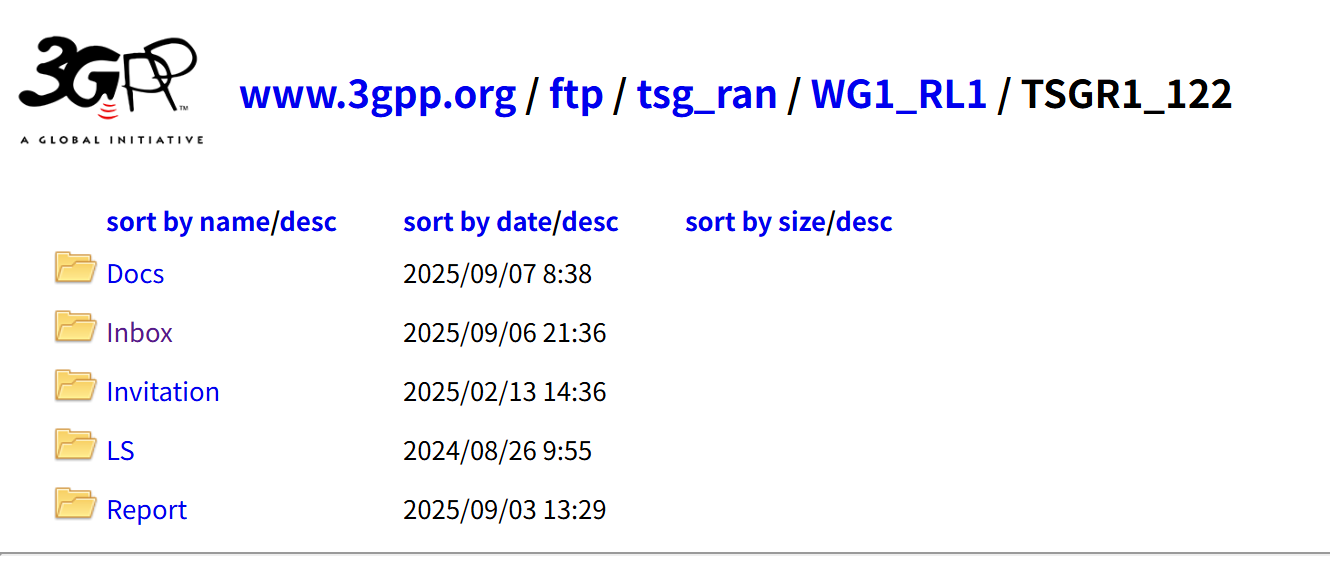 3GPP™
A GLOBAL INITIATIVE
www.3gpp.org / ftp / tsg_ran / WG1_RL1 / TSGR1_122
sort by name/desc sort by date/desc sort by size/desc
Docs 2025/09/07 8:38
Inbox 2025/09/06 21:36
Invitation 2025/02/13 14:36
LS 2024/08/26 9:55
Report 2025/09/03 13:29